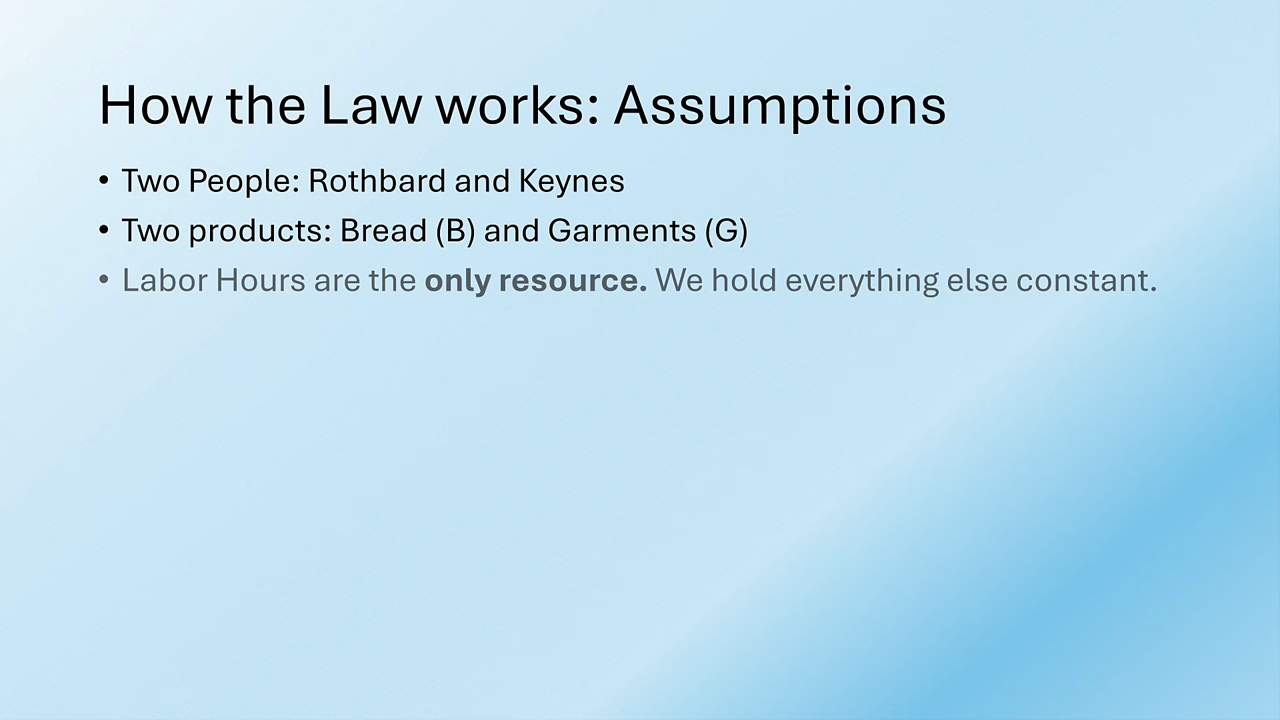 How the Law works: Assumptions
• Two People: Rothbard and Keynes
• Two products: Bread (B) and Garments (G)
• Labor Hours are the only resource. We hold everything else constant.